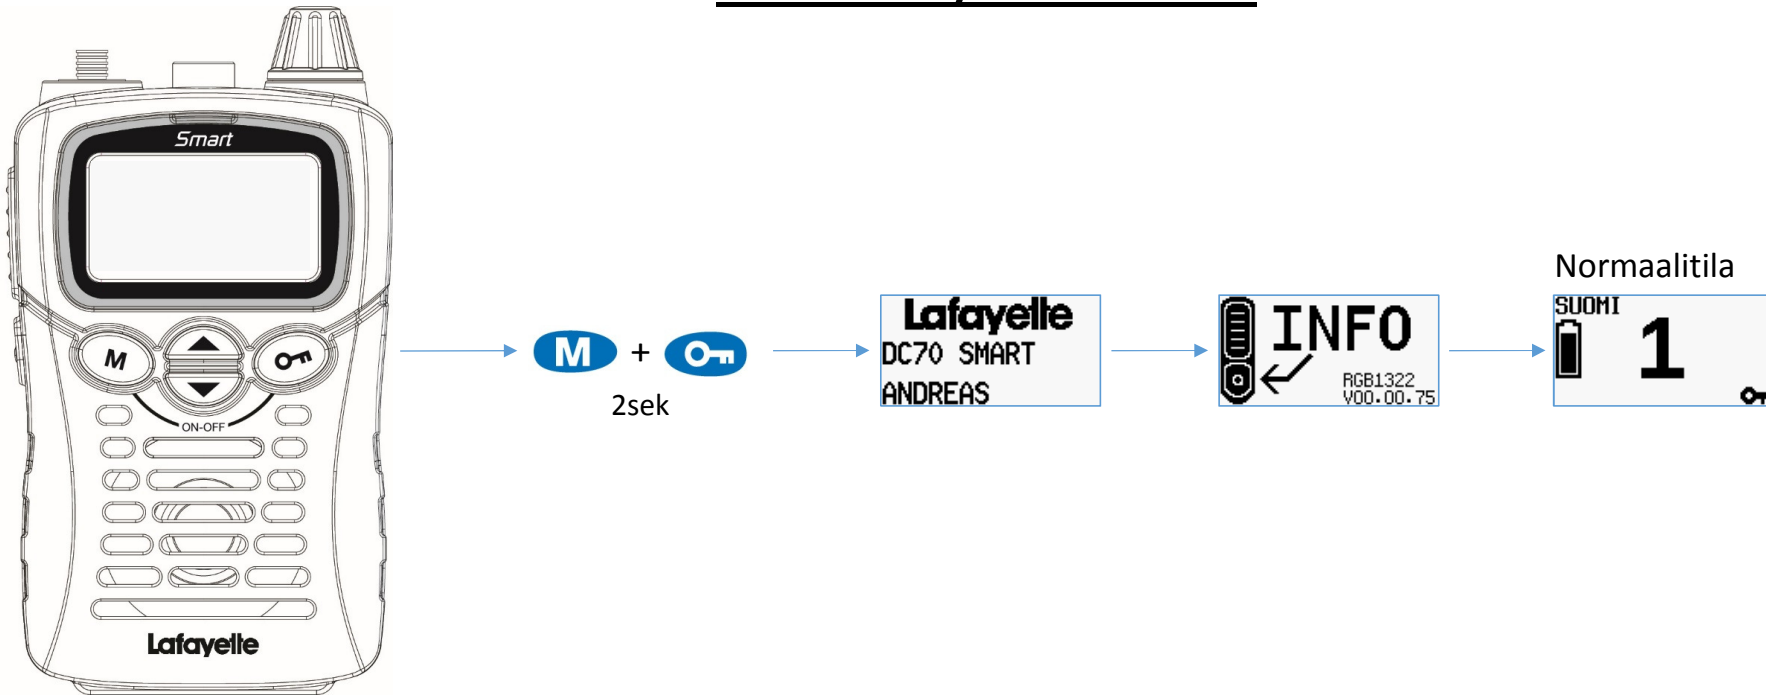 Smart
M
ON-OFF
Lafayette
M +
2sek
Lafayette
DC70 SMART
ANDREAS
INFO
RGB1322
V00.00.75
Normaalitila
SUOMI
1